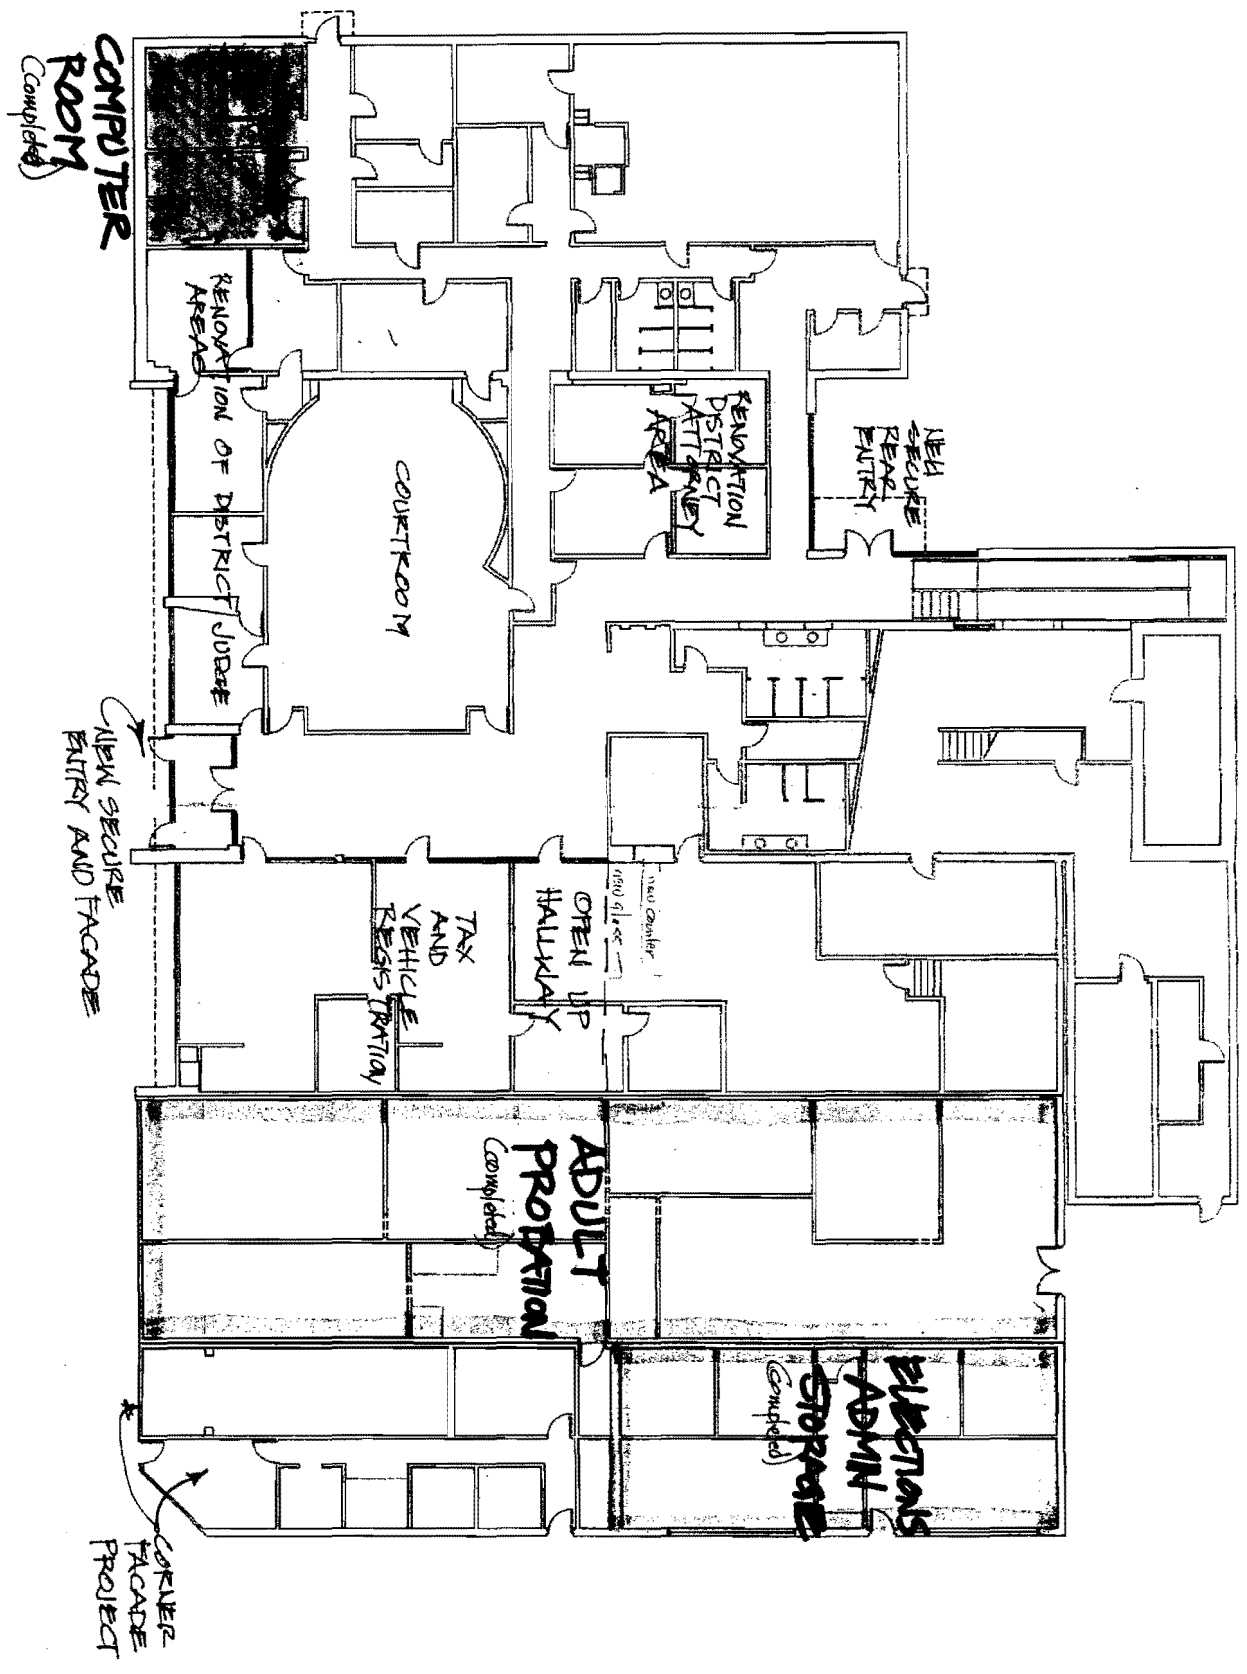 COMPUTER
ROOM
(Completed)
RENOVATION OF DISTRICT JUDGE
AREAS
COURTROOM
RENOVATION
DISTRICT
ATTORNEY
AREA
NEW
SECURE
REAR
ENTRY
NEW SECURE
ENTRY AND FACADE
TAX
AND
VEHICLE
REGISTRATION
OPEN UP
HALLWAY
new counter
new glass
ADULT
PROBATION
(completed)
ELECTIONS
ADMIN
STORAGE
(Completed)
CORNER
FACADE
PROJECT